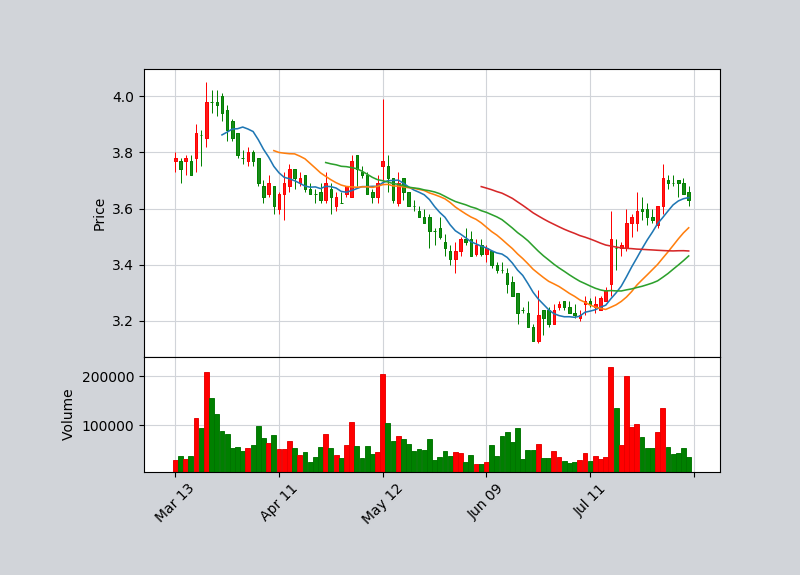 4.0
3.8
3.6
3.4
3.2
Price
200000
100000
Volume
Mar 13
Apr 11
May 12
Jun 09
Jul 11